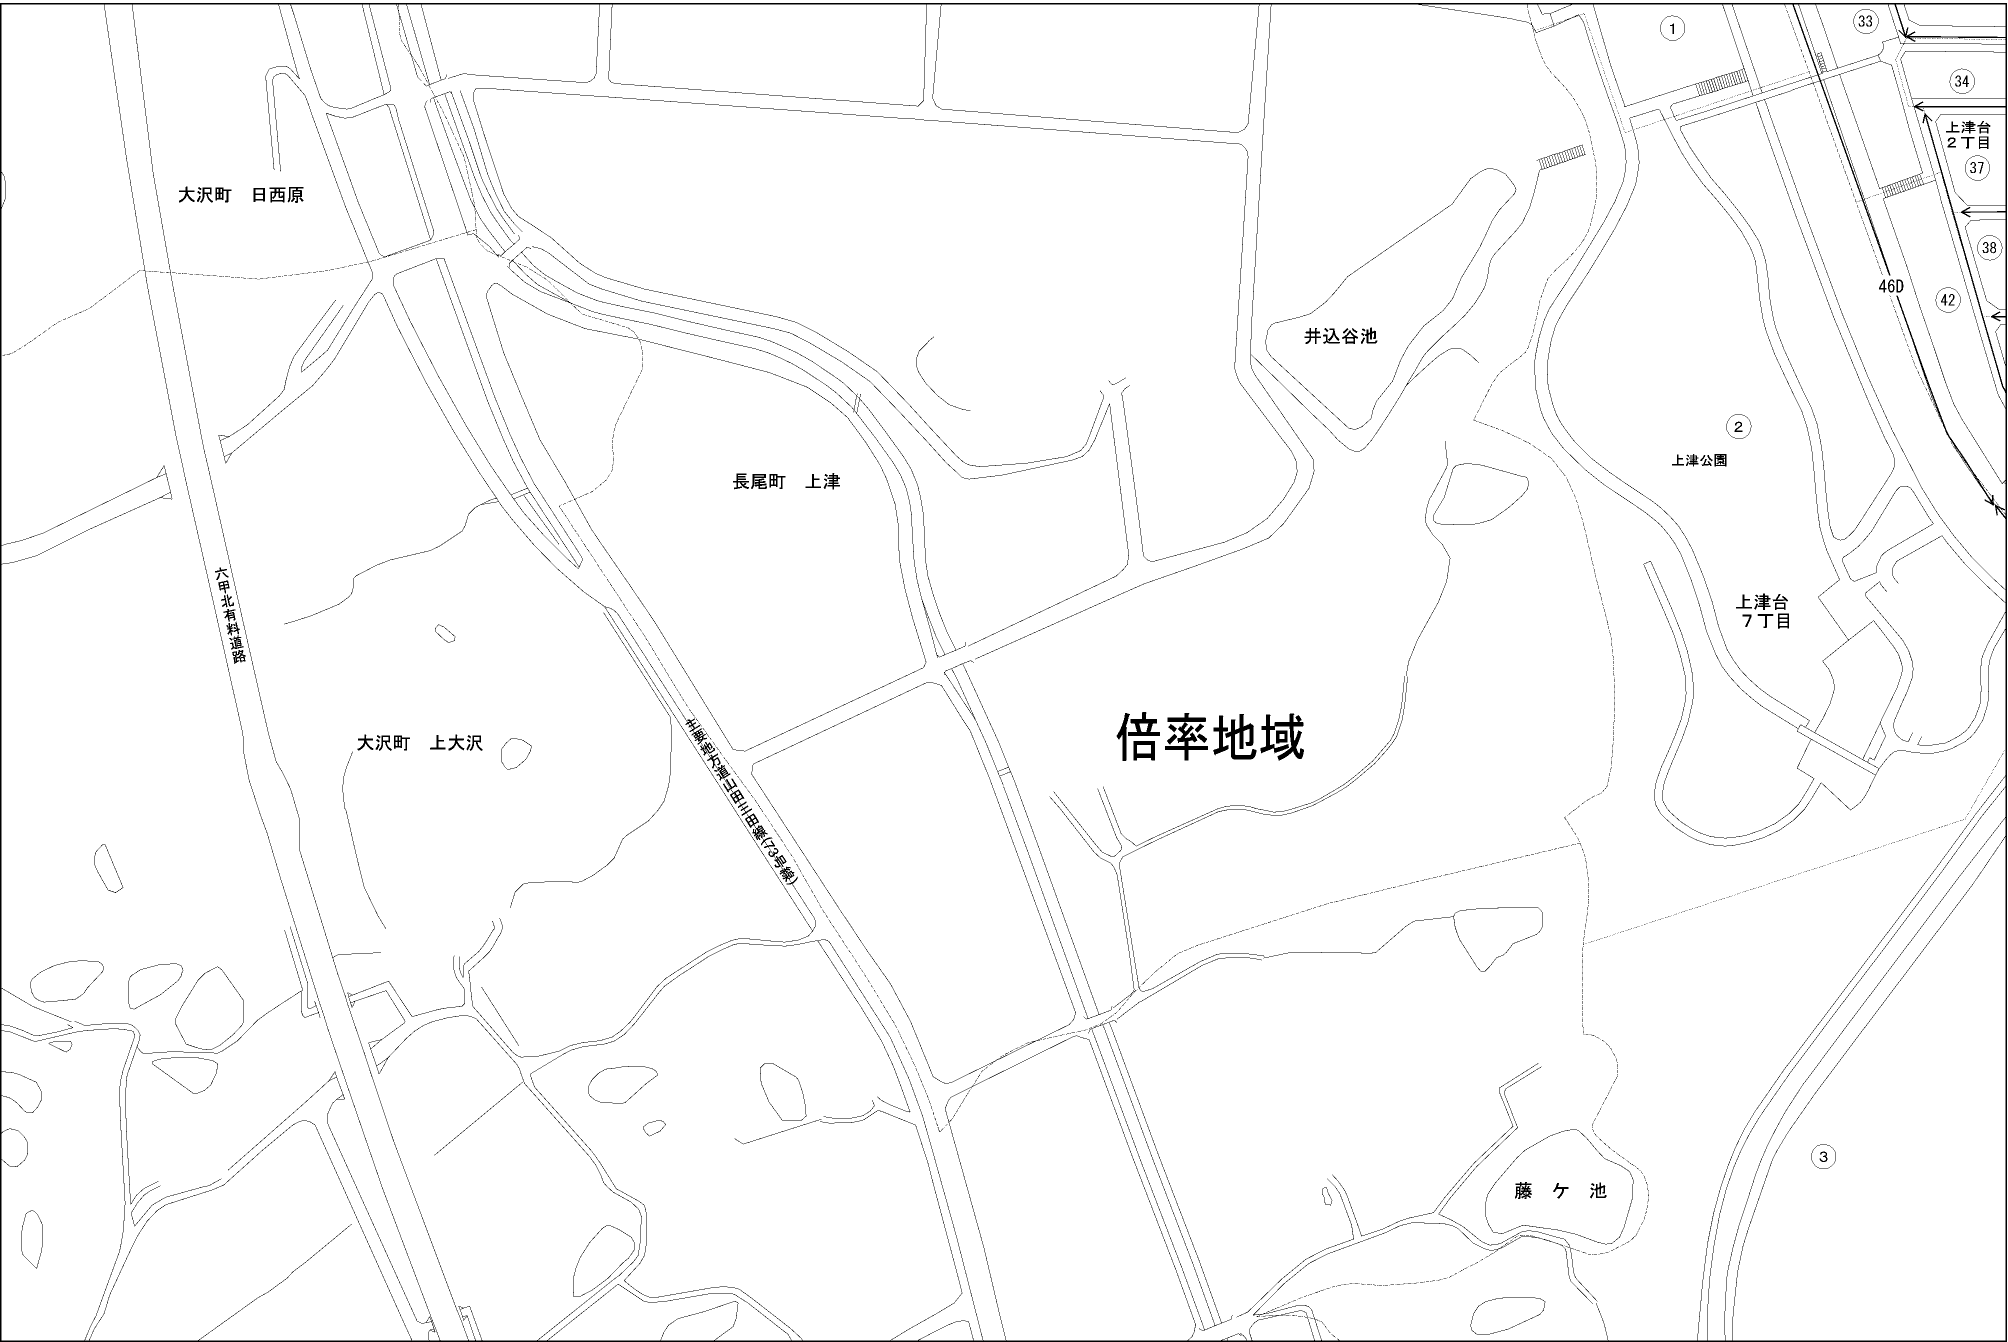 1
33
34
上津台
2丁目
37
大沢町　日西原
38
46D
42
井込谷池
2
上津公園
長尾町　上津
六甲北有料道路
上津台
7丁目
倍率地域
大沢町　上大沢
主要地方道山田三田線(73号線)
3
藤ケ池